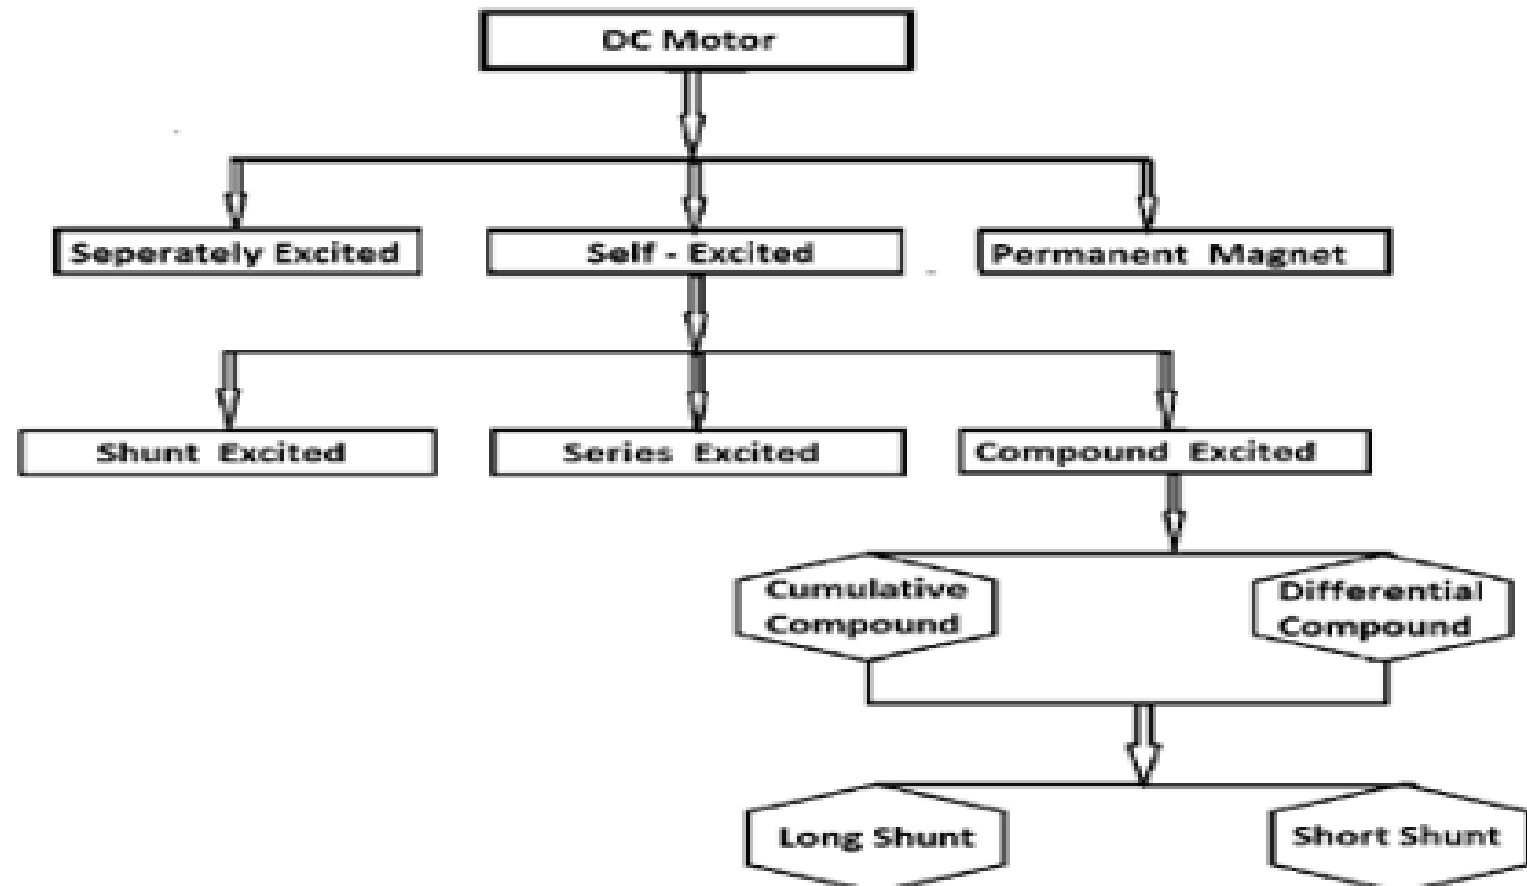 DC Motor
Seperately Excited
Self - Excited
Permanent Magnet
Shunt Excited
Series Excited
Compound Excited
Cumulative
Compound
Differential
Compound
Long Shunt
Short Shunt